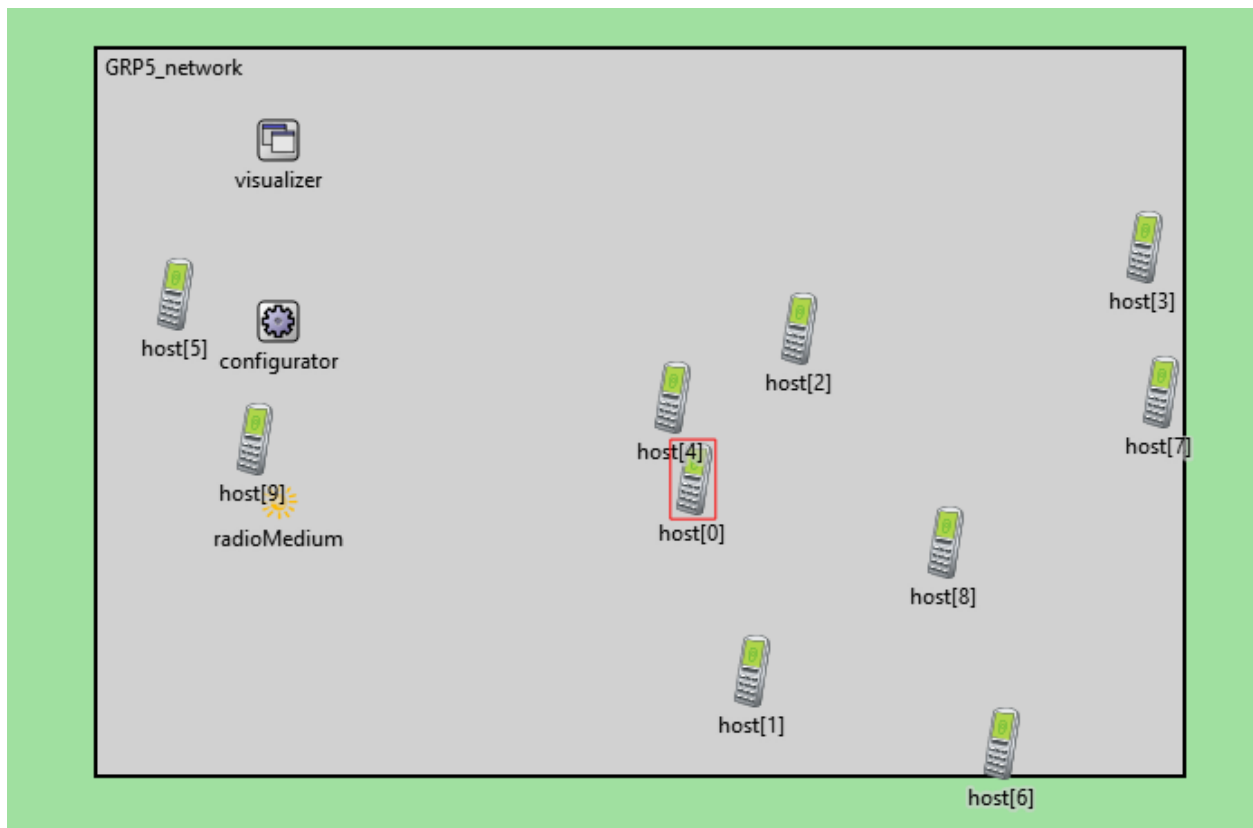 GRP5_network
visualizer
host[3]
host[5]
configurator
host[2]
host[7]
host[4]
host[9]
host[0]
radioMedium
host[8]
host[1]
host[6]